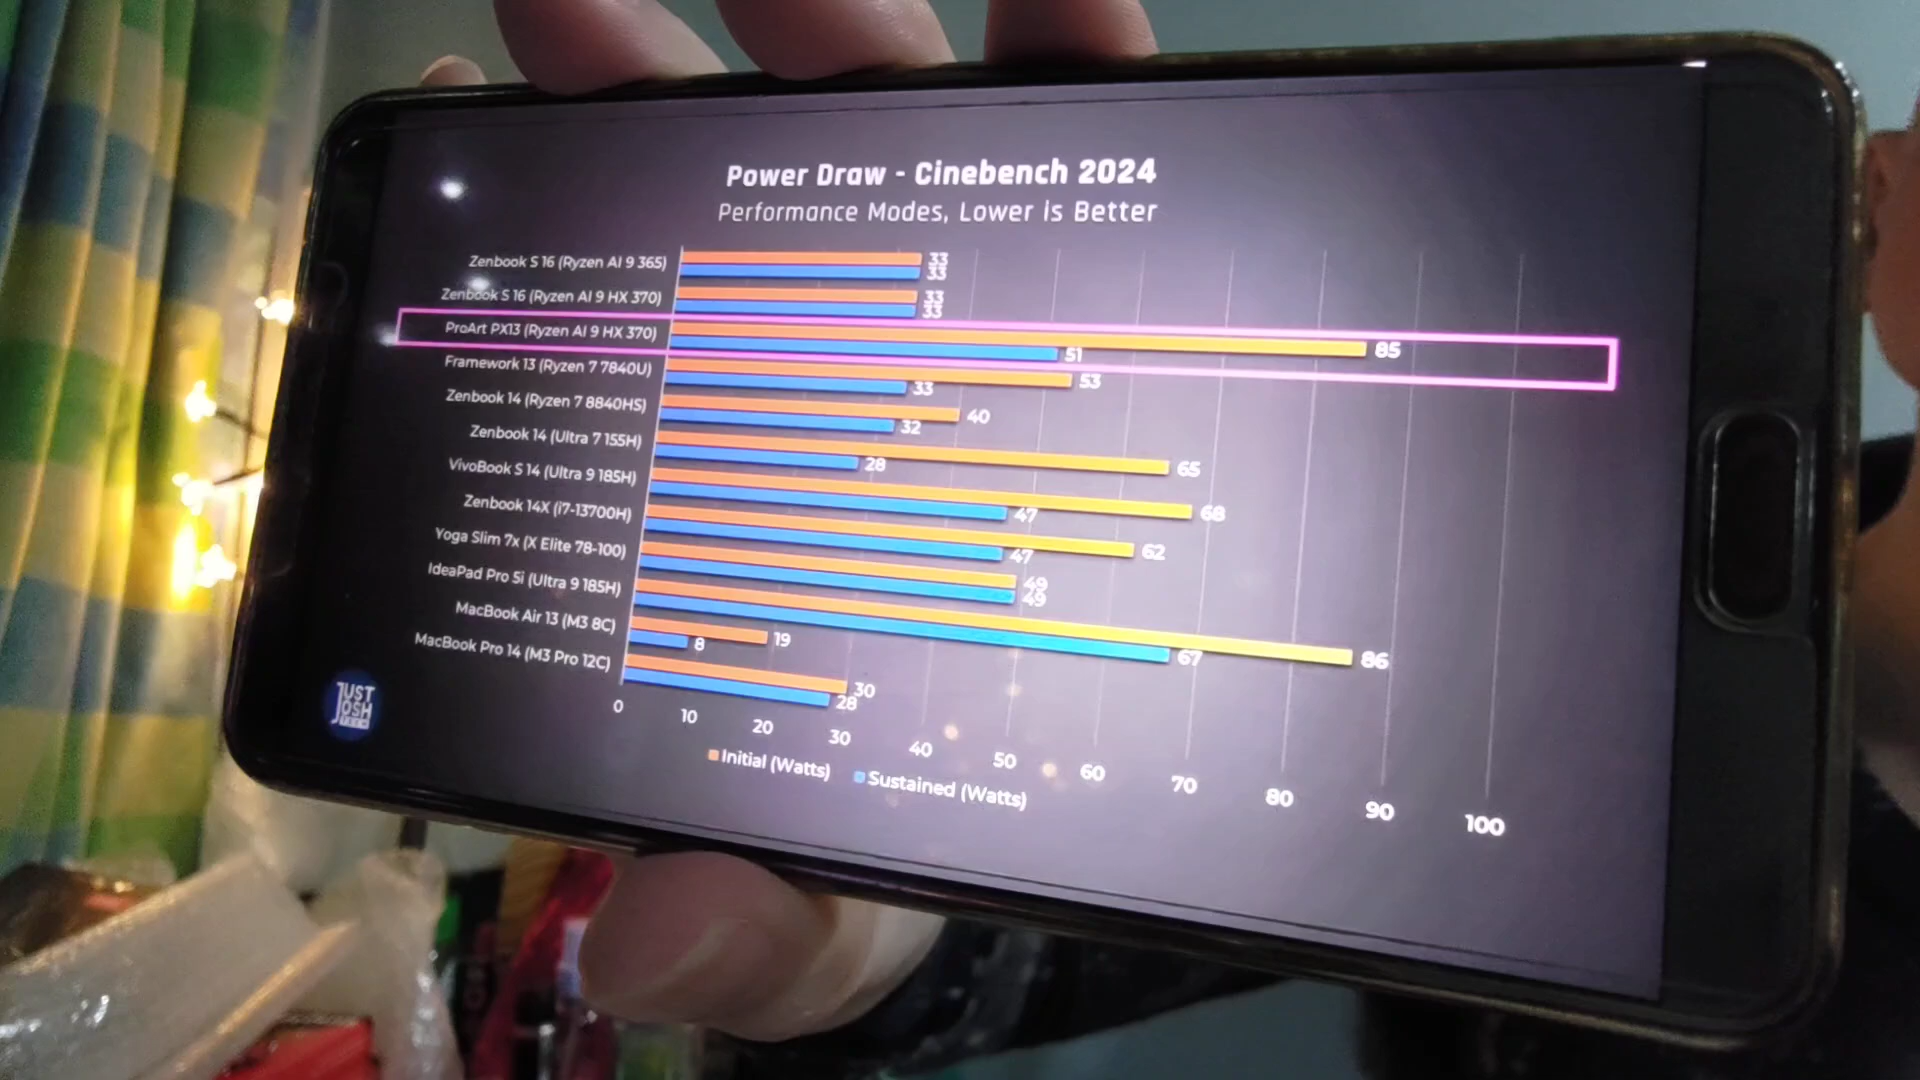 Power Draw - Cinebench 2024
Performance Modes, Lower is Better
Zenbook S 16 (Ryzen AI 9 365) 33 33
Zenbook S 16 (Ryzen AI 9 HX 370) 33 33
ProArt PX13 (Ryzen AI 9 HX 370) 85 51
Framework 13 (Ryzen 7 7840U) 53 33
Zenbook 14 (Ryzen 7 8840HS) 40 32
Zenbook 14 (Ultra 7 155H) 65 28
VivoBook S 14 (Ultra 9 185H) 68 47
Zenbook 14X (i7-13700H) 62 47
Yoga Slim 7x (X Elite 78-100) 49 49
IdeaPad Pro 5i (Ultra 9 185H) 86 67
MacBook Air 13 (M3 8C) 19 8
MacBook Pro 14 (M3 Pro 12C) 30 28
0 10 20 30 40 50 60 70 80 90 100
Initial (Watts) Sustained (Watts)
JUST
JOSH
TECH